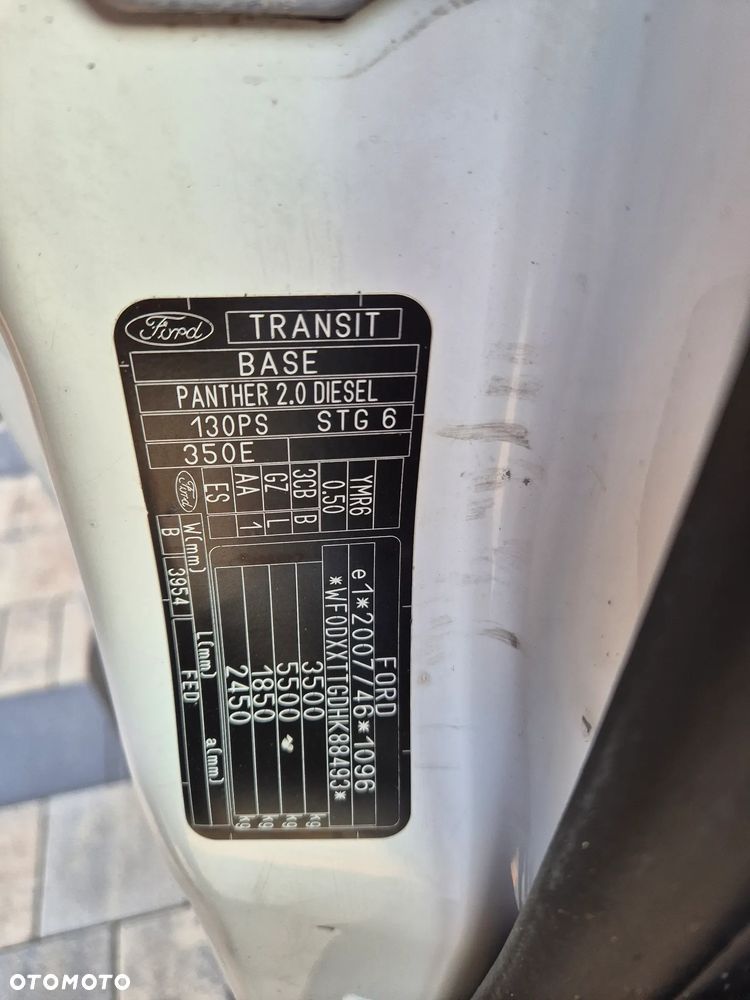 Ford
TRANSIT
BASE
PANTHER 2.0 DIESEL
130PS STG 6
350E
YMR6
0.50
3CB B
GZ L
AA 1
ES
Ford
FORD
e1*2007/46*1096
*WF0DXXTTGDHK88493*
3500 kg
5500 kg
1850 kg
2450 kg
W(mm) L(mm) a(mm)
B 3954 FED
OTOMOTO